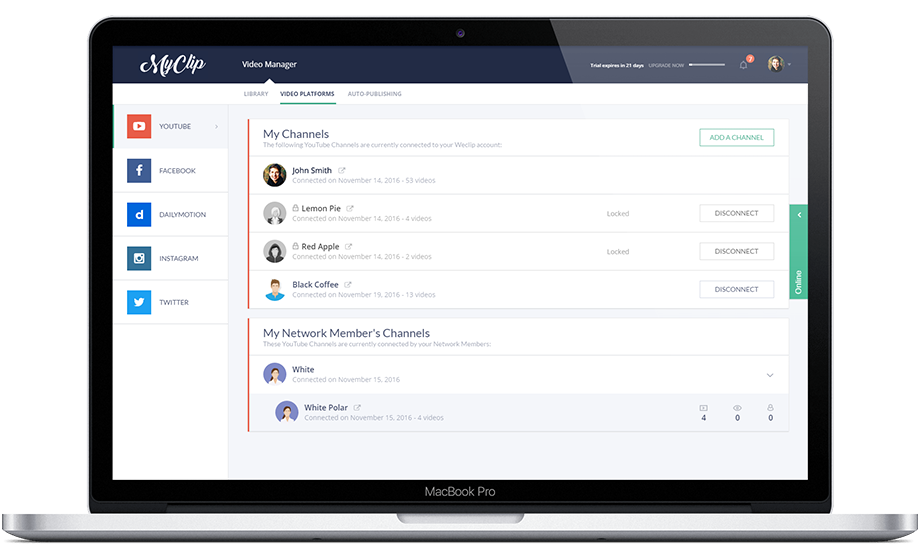 MyClip
Video Manager
Trial expires in 21 days UPGRADE NOW
2
LIBRARY VIDEO PLATFORMS AUTO-PUBLISHING
YOUTUBE
FACEBOOK
DAILYMOTION
INSTAGRAM
TWITTER
My Channels
The following YouTube Channels are currently connected to your Weclip account:
ADD A CHANNEL
John Smith
Connected on November 14, 2016 - 53 videos
Lemon Pie
Connected on November 14, 2016 - 4 videos
Locked
DISCONNECT
Red Apple
Connected on November 14, 2016 - 2 videos
Locked
DISCONNECT
Black Coffee
Connected on November 19, 2016 - 13 videos
DISCONNECT
Online
My Network Member's Channels
These YouTube Channels are currently connected by your Network Members:
White
Connected on November 15, 2016
White Polar
Connected on November 15, 2016 - 4 videos
4 0 0
MacBook Pro